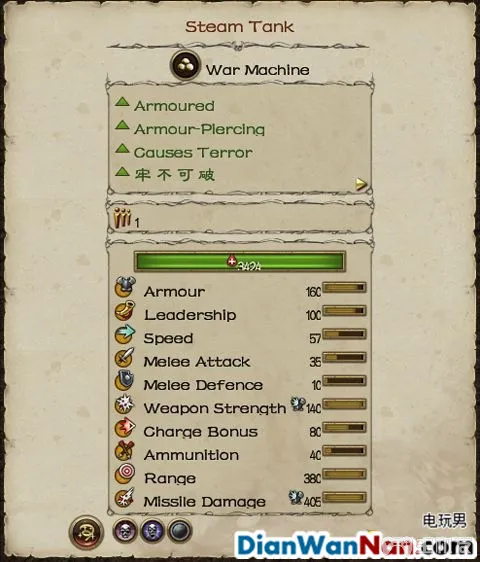 Steam Tank
War Machine
Armoured
Armour-Piercing
Causes Terror
牢不可破
1
3424
Armour 160
Leadership 100
Speed 57
Melee Attack 35
Melee Defence 10
Weapon Strength 140
Charge Bonus 80
Ammunition 40
Range 380
Missile Damage 405
电玩男
DianWanNan.com